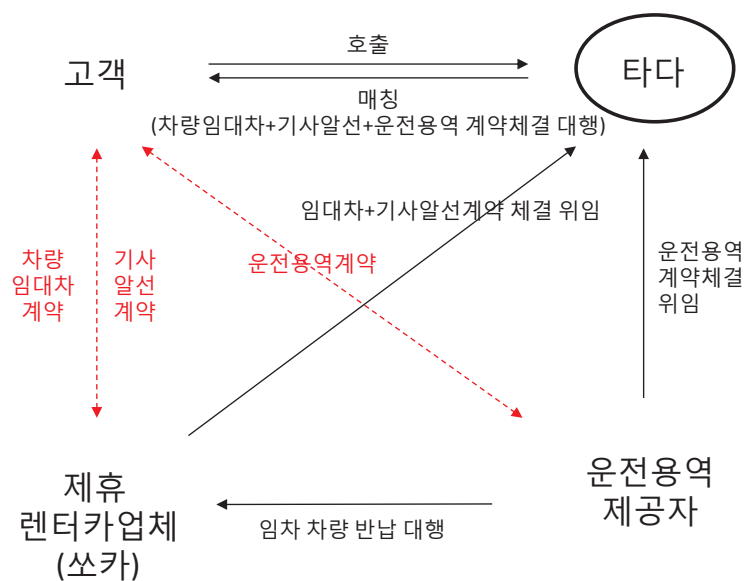 호출
고객
타다
매칭
(차량임대차+기사알선+운전용역 계약체결 대행)
임대차+기사알선계약 체결 위임
차량
임대차
계약
기사
알선
계약
운전용역계약
운전용역
계약체결
위임
제휴
렌터카업체
(쏘카)
운전용역
제공자
임차 차량 반납 대행